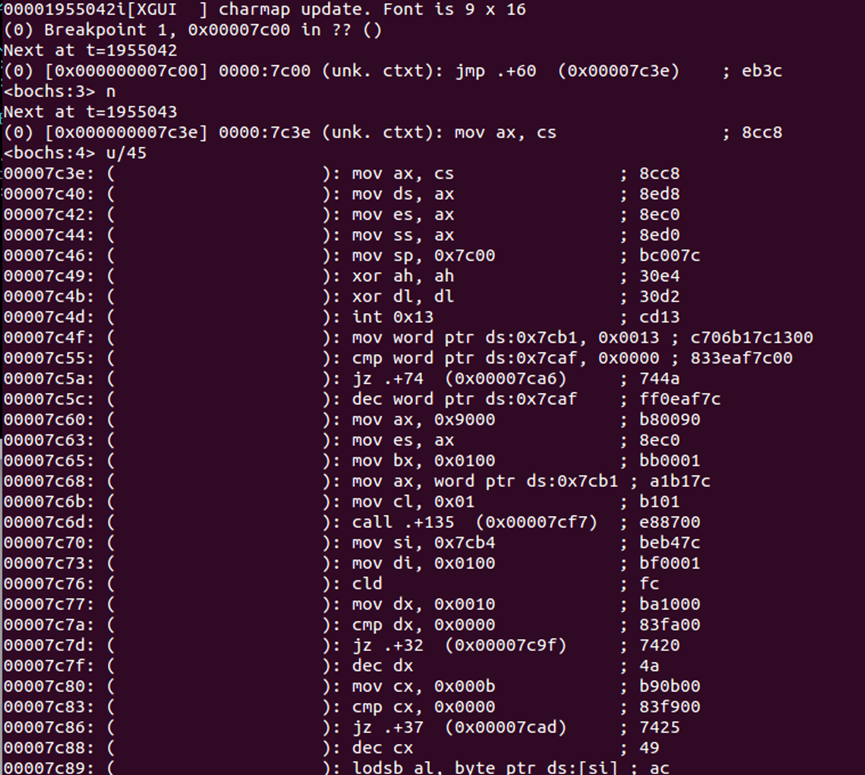 00001955042i[XGUI  ] charmap update. Font is 9 x 16
(0) Breakpoint 1, 0x00007c00 in ?? ()
Next at t=1955042
(0) [0x000000007c00] 0000:7c00 (unk. ctxt): jmp .+60  (0x00007c3e)    ; eb3c
<bochs:3> n
Next at t=1955043
(0) [0x000000007c3e] 0000:7c3e (unk. ctxt): mov ax, cs                ; 8cc8
<bochs:4> u/45
00007c3e: (                    ): mov ax, cs                ; 8cc8
00007c40: (                    ): mov ds, ax                ; 8ed8
00007c42: (                    ): mov es, ax                ; 8ec0
00007c44: (                    ): mov ss, ax                ; 8ed0
00007c46: (                    ): mov sp, 0x7c00            ; bc007c
00007c49: (                    ): xor ah, ah                ; 30e4
00007c4b: (                    ): xor dl, dl                ; 30d2
00007c4d: (                    ): int 0x13                  ; cd13
00007c4f: (                    ): mov word ptr ds:0x7cb1, 0x0013 ; c706b17c1300
00007c55: (                    ): cmp word ptr ds:0x7caf, 0x0000 ; 833eaf7c00
00007c5a: (                    ): jz .+74  (0x00007ca6)     ; 744a
00007c5c: (                    ): dec word ptr ds:0x7caf    ; ff0eaf7c
00007c60: (                    ): mov ax, 0x9000            ; b80090
00007c63: (                    ): mov es, ax                ; 8ec0
00007c65: (                    ): mov bx, 0x0100            ; bb0001
00007c68: (                    ): mov ax, word ptr ds:0x7cb1 ; a1b17c
00007c6b: (                    ): mov cl, 0x01              ; b101
00007c6d: (                    ): call .+135  (0x00007cf7)  ; e88700
00007c70: (                    ): mov si, 0x7cb4            ; beb47c
00007c73: (                    ): mov di, 0x0100            ; bf0001
00007c76: (                    ): cld                       ; fc
00007c77: (                    ): mov dx, 0x0010            ; ba1000
00007c7a: (                    ): cmp dx, 0x0000            ; 83fa00
00007c7d: (                    ): jz .+32  (0x00007c9f)     ; 7420
00007c7f: (                    ): dec dx                    ; 4a
00007c80: (                    ): mov cx, 0x000b            ; b90b00
00007c83: (                    ): cmp cx, 0x0000            ; 83f900
00007c86: (                    ): jz .+37  (0x00007cad)     ; 7425
00007c88: (                    ): dec cx                    ; 49
00007c89: (                    ): lodsb al, byte ptr ds:[si] ; ac